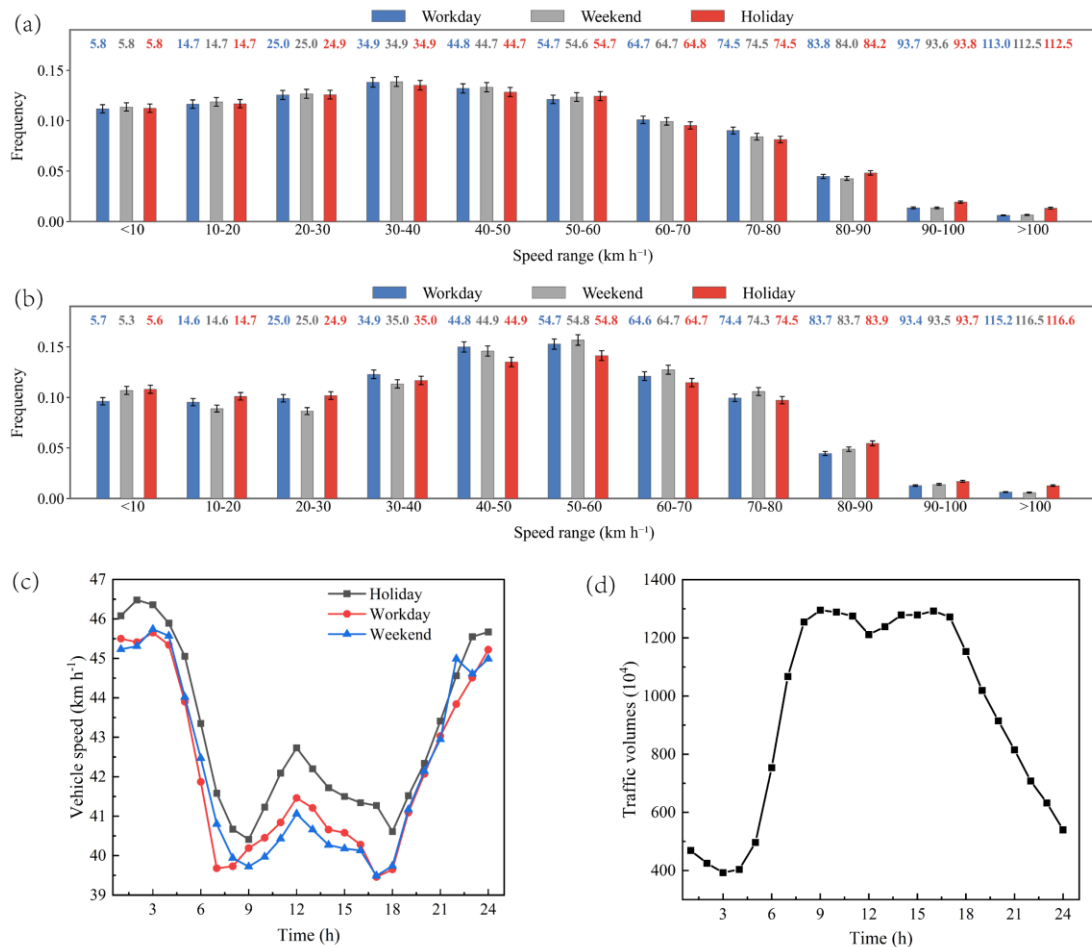 (a)
Workday Weekend Holiday
5.8 5.8 5.8 14.7 14.7 14.7 25.0 25.0 24.9 34.9 34.9 34.9 44.8 44.7 44.7 54.7 54.6 54.7 64.7 64.7 64.8 74.5 74.5 74.5 83.8 84.0 84.2 93.7 93.6 93.8 113.0 112.5 112.5
0.15
0.10
0.05
0.00
Frequency
<10 10-20 20-30 30-40 40-50 50-60 60-70 70-80 80-90 90-100 >100
Speed range (km h⁻¹)
(b)
Workday Weekend Holiday
5.7 5.3 5.6 14.6 14.6 14.7 25.0 25.0 24.9 34.9 35.0 35.0 44.8 44.9 44.9 54.7 54.8 54.8 64.6 64.7 64.7 74.4 74.3 74.5 83.7 83.7 83.9 93.4 93.5 93.7 115.2 116.5 116.6
0.15
0.10
0.05
0.00
Frequency
<10 10-20 20-30 30-40 40-50 50-60 60-70 70-80 80-90 90-100 >100
Speed range (km h⁻¹)
(c)
47
46
45
44
43
42
41
40
39
Vehicle speed (km h⁻¹)
Holiday
Workday
Weekend
3 6 9 12 15 18 21 24
Time (h)
(d)
1400
1200
1000
800
600
400
Traffic volumes (10⁴)
3 6 9 12 15 18 21 24
Time (h)